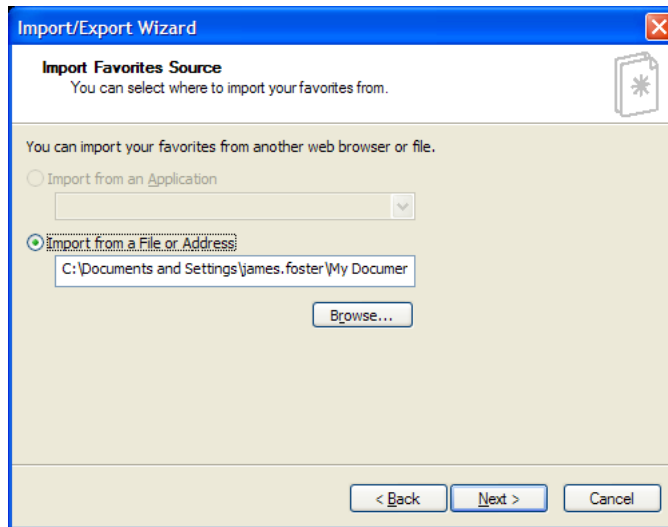 Import/Export Wizard
Import Favorites Source
You can select where to import your favorites from.
You can import your favorites from another web browser or file.
Import from an Application
Import from a File or Address
C:\Documents and Settings\james.foster\My Documer
Browse...
< Back
Next >
Cancel